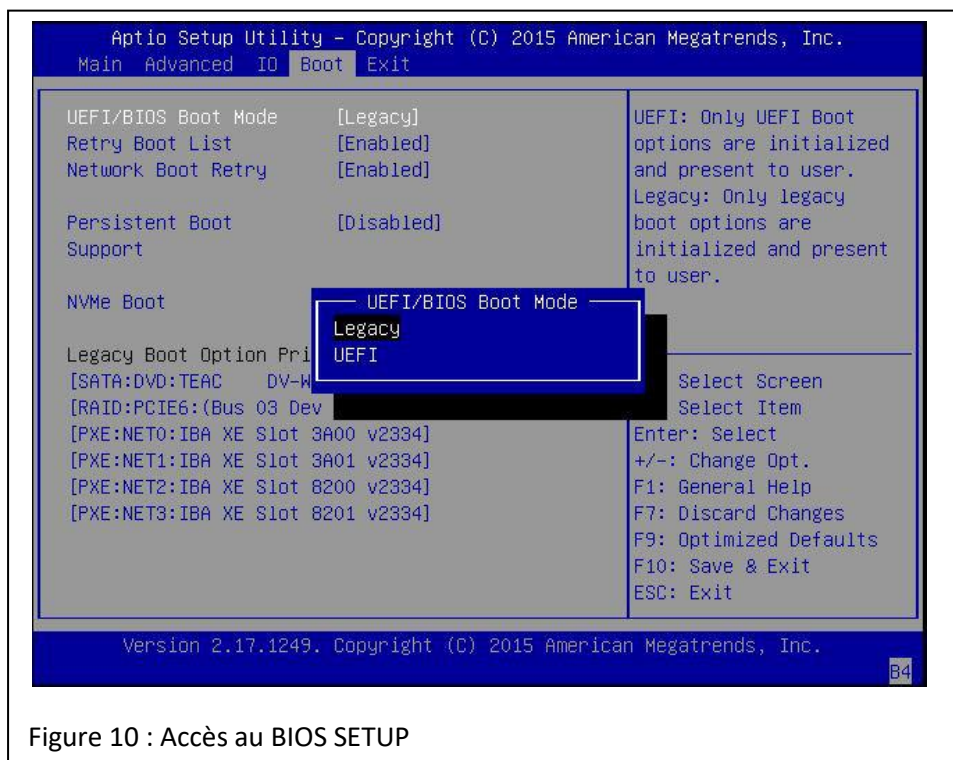 Aptio Setup Utility – Copyright (C) 2015 American Megatrends, Inc.
Main Advanced IO Boot Exit
UEFI/BIOS Boot Mode [Legacy]
Retry Boot List [Enabled]
Network Boot Retry [Enabled]
Persistent Boot [Disabled]
Support
NVMe Boot
Legacy Boot Option Pri
[SATA:DVD:TEAC DV-W
[RAID:PCIE6:(Bus 03 Dev
[PXE:NET0:IBA XE Slot 3A00 v2334]
[PXE:NET1:IBA XE Slot 3A01 v2334]
[PXE:NET2:IBA XE Slot 8200 v2334]
[PXE:NET3:IBA XE Slot 8201 v2334]
UEFI/BIOS Boot Mode
Legacy
UEFI
UEFI: Only UEFI Boot
options are initialized
and present to user.
Legacy: Only legacy
boot options are
initialized and present
to user.
Select Screen
Select Item
Enter: Select
+/-: Change Opt.
F1: General Help
F7: Discard Changes
F9: Optimized Defaults
F10: Save & Exit
ESC: Exit
Version 2.17.1249. Copyright (C) 2015 American Megatrends, Inc.
B4
Figure 10 : Accès au BIOS SETUP